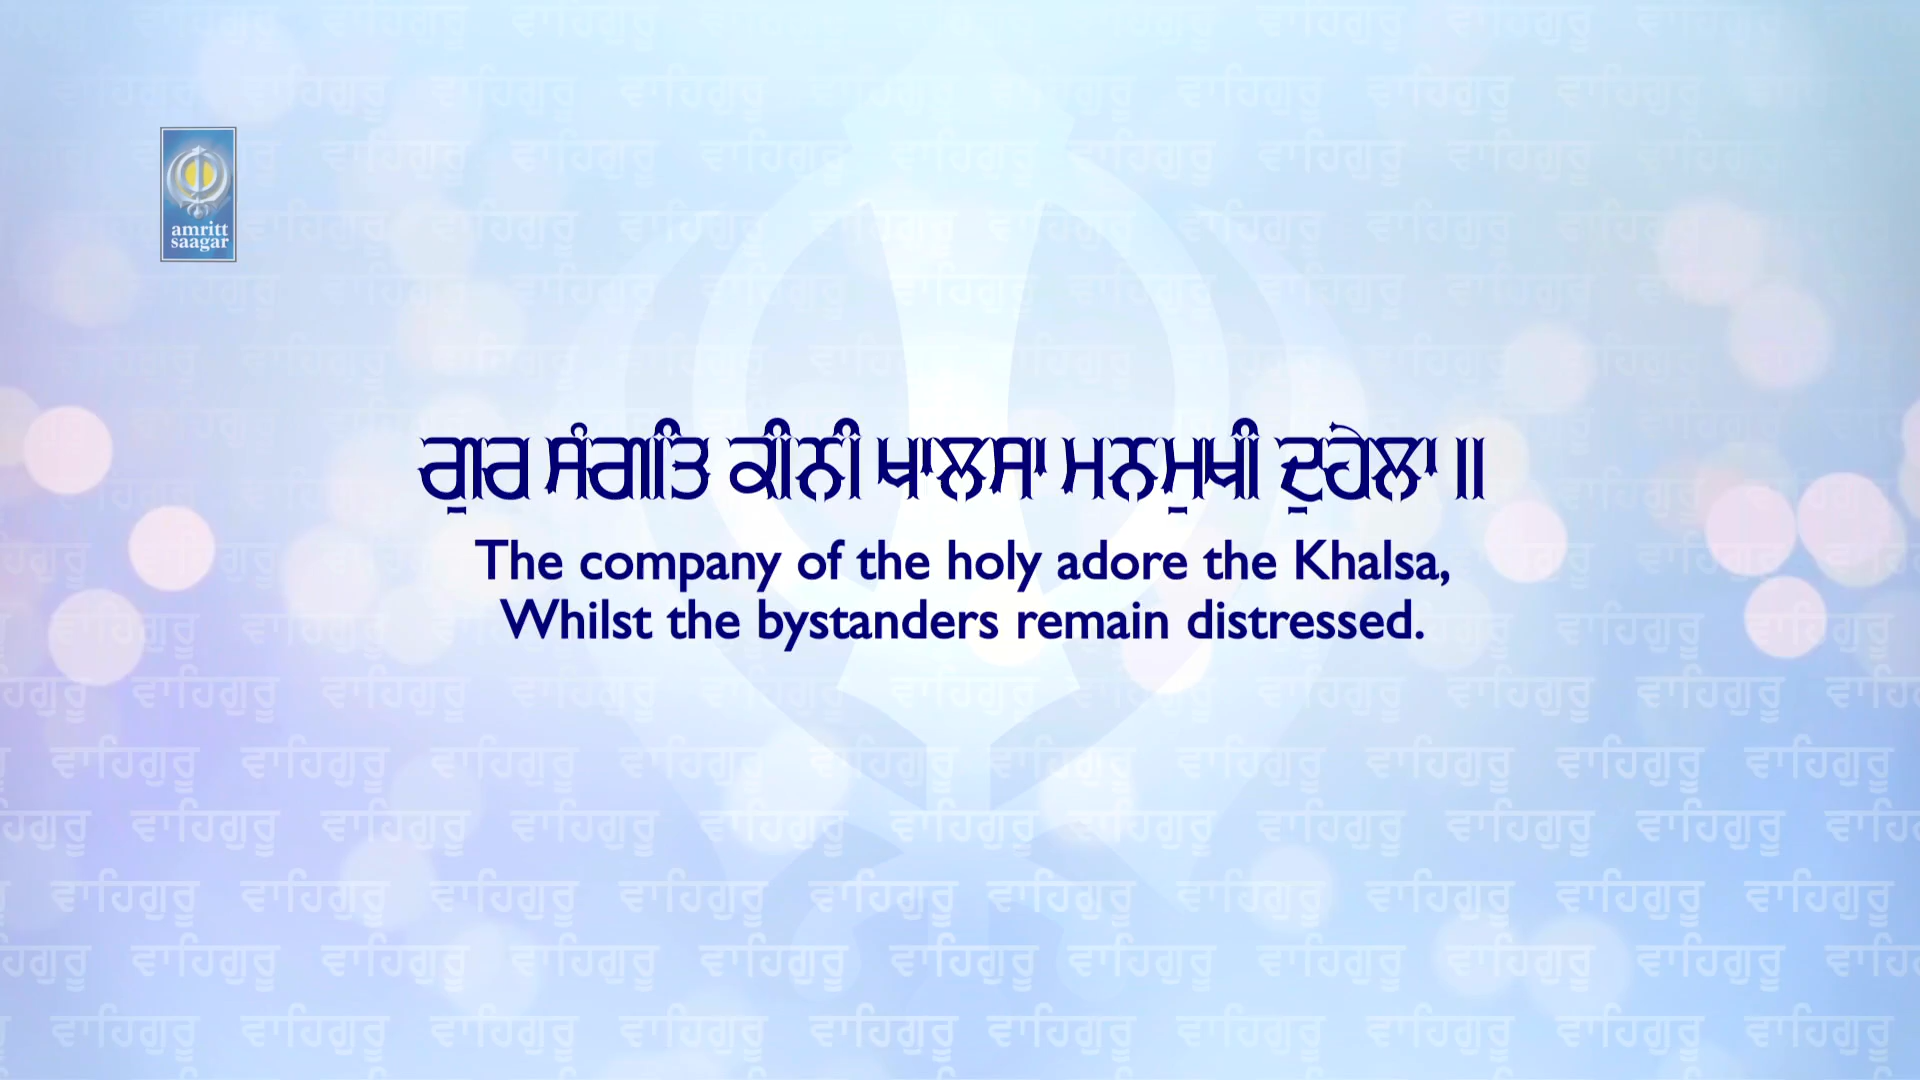 amritt
saagar
ਗੁਰ ਸੰਗਤਿ ਕੀਨੀ ਖਾਲਸਾ ਮਨਮੁਖੀ ਦੁਹੇਲਾ ॥
The company of the holy adore the Khalsa,
Whilst the bystanders remain distressed.
ਵਾਹਿਗੁਰੂ